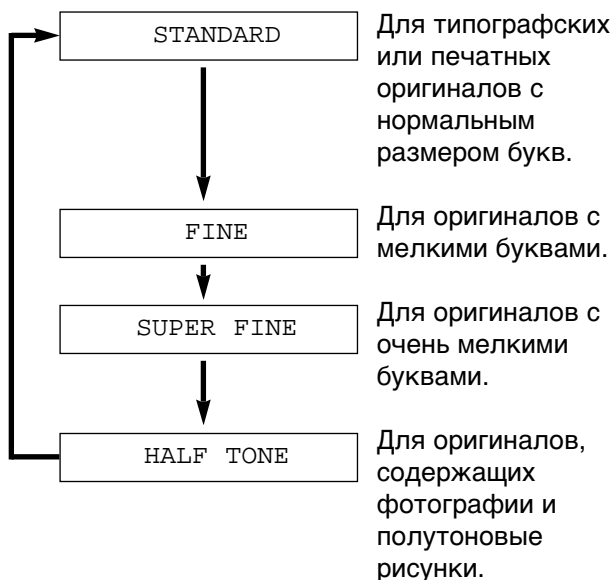 STANDARD
Для типографских
или печатных
оригиналов с
нормальным
размером букв.
FINE
Для оригиналов с
мелкими буквами.
SUPER FINE
Для оригиналов с
очень мелкими
буквами.
HALF TONE
Для оригиналов,
содержащих
фотографии и
полутоновые
рисунки.